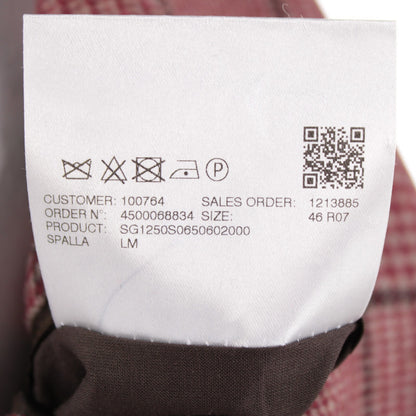 P
CUSTOMER: 100764 SALES ORDER: 1213885
ORDER N°: 4500068834 SIZE: 46 R07
PRODUCT: SG1250S0650602000
SPALLA LM